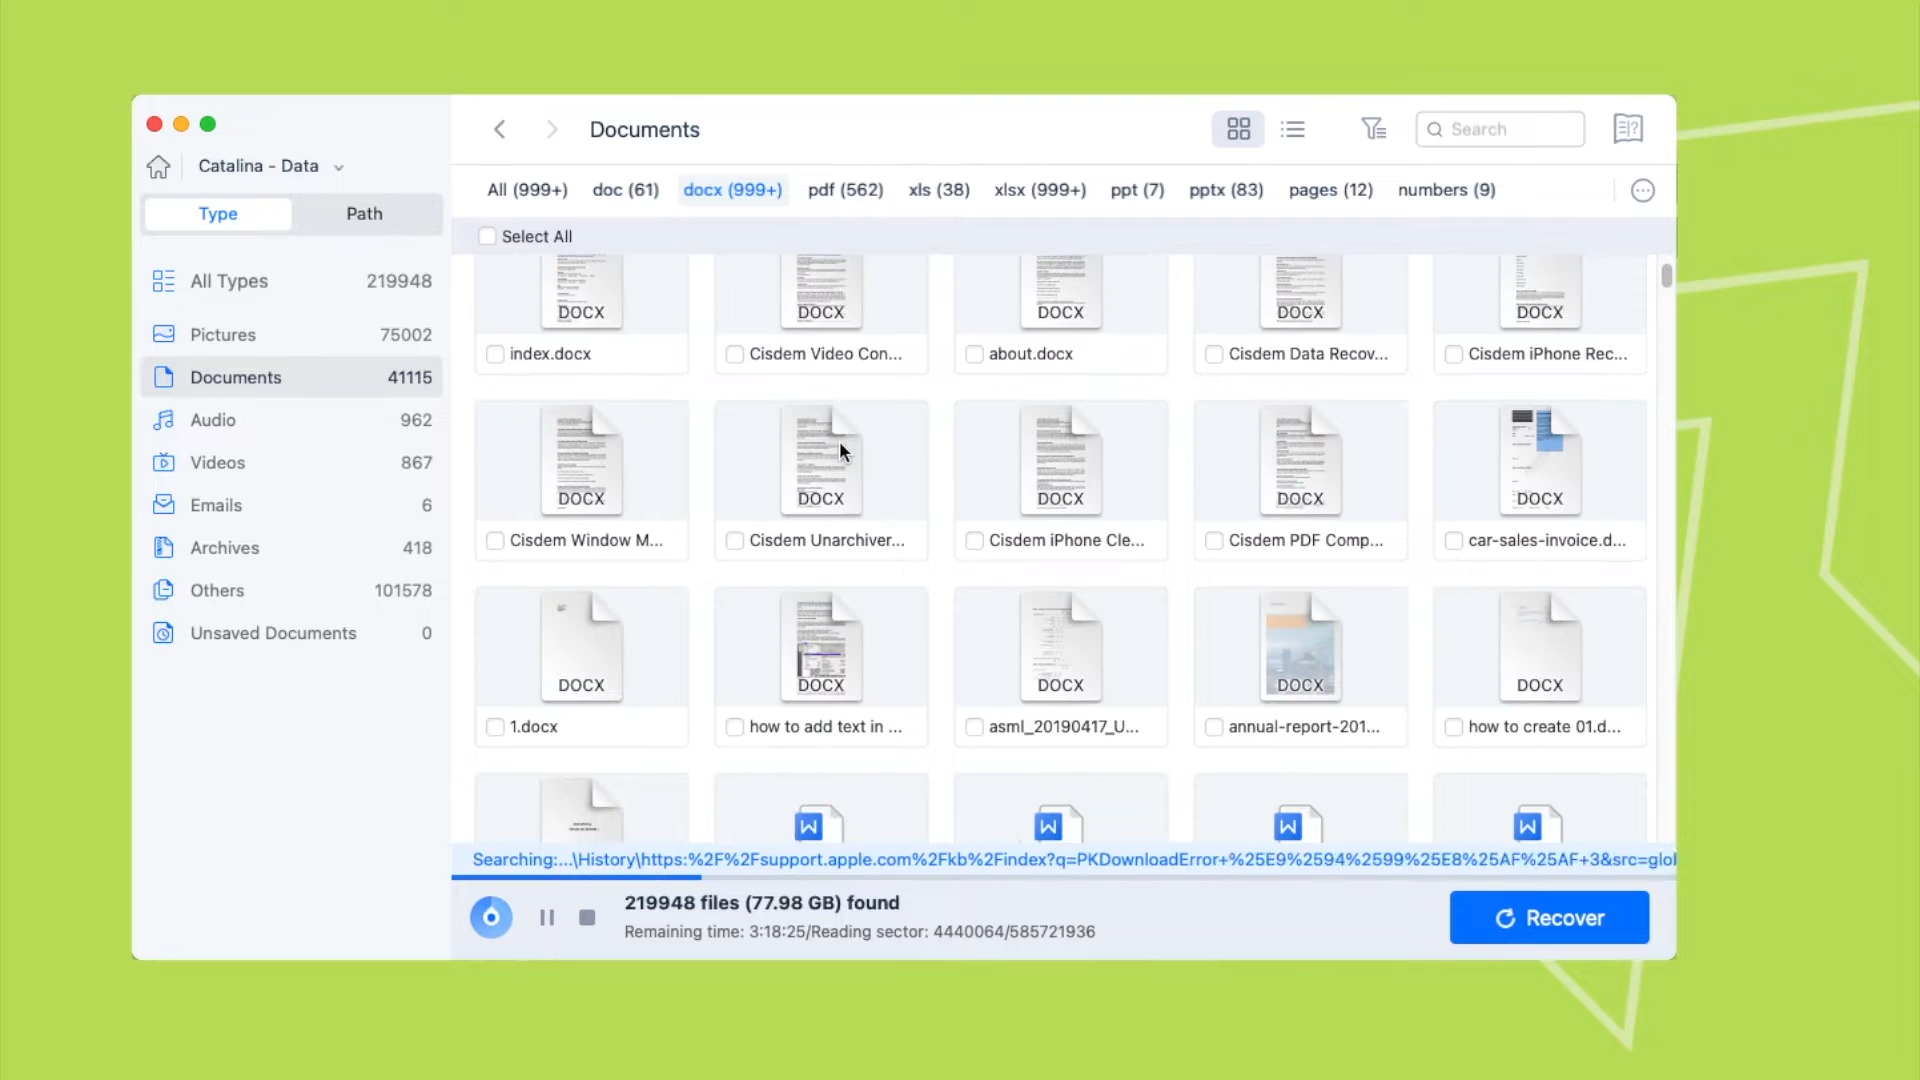 Catalina - Data
Type
Path
All Types 219948
Pictures 75002
Documents 41115
Audio 962
Videos 867
Emails 6
Archives 418
Others 101578
Unsaved Documents 0
Documents
Search
All (999+) doc (61) docx (999+) pdf (562) xls (38) xlsx (999+) ppt (7) pptx (83) pages (12) numbers (9)
Select All
DOCX DOCX DOCX DOCX DOCX
index.docx Cisdem Video Con... about.docx Cisdem Data Recov... Cisdem iPhone Rec...
DOCX DOCX DOCX DOCX DOCX
Cisdem Window M... Cisdem Unarchiver... Cisdem iPhone Cle... Cisdem PDF Comp... car-sales-invoice.d...
DOCX DOCX DOCX DOCX DOCX
1.docx how to add text in ... asml_20190417_U... annual-report-201... how to create 01.d...
W W W W
Searching:...\History\https:%2F%2Fsupport.apple.com%2Fkb%2Findex?q=PKDownloadError+%25E9%2594%2599%25E8%25AF%25AF+3&src=glo
219948 files (77.98 GB) found
Remaining time: 3:18:25/Reading sector: 4440064/585721936
Recover